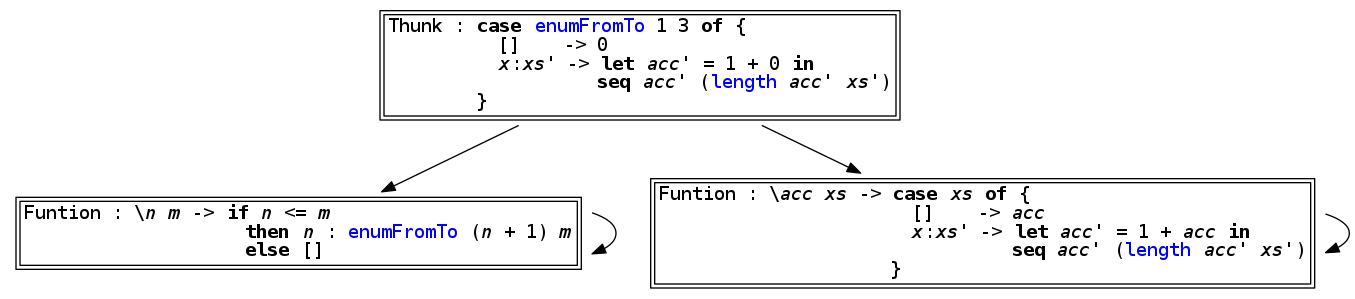 Thunk : case enumFromTo 1 3 of {
[] -> 0
x:xs' -> let acc' = 1 + 0 in
seq acc' (length acc' xs')
}
Funtion : \n m -> if n <= m
then n : enumFromTo (n + 1) m
else []
Funtion : \acc xs -> case xs of {
[] -> acc
x:xs' -> let acc' = 1 + acc in
seq acc' (length acc' xs')
}